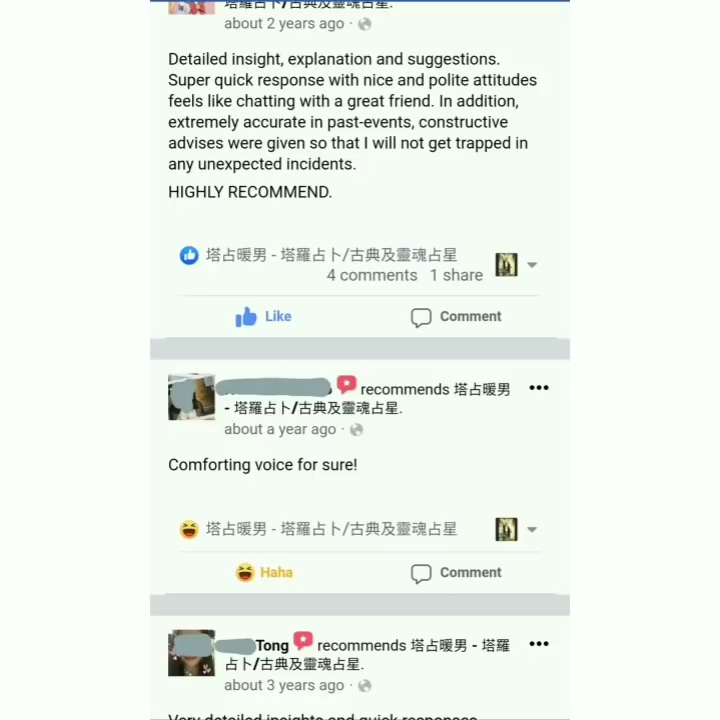 塔羅占卜/古典及靈魂占星.
about 2 years ago ·
Detailed insight, explanation and suggestions.
Super quick response with nice and polite attitudes
feels like chatting with a great friend. In addition,
extremely accurate in past-events, constructive
advises were given so that I will not get trapped in
any unexpected incidents.
HIGHLY RECOMMEND.
塔占暖男 - 塔羅占卜/古典及靈魂占星
4 comments 1 share
Like Comment
recommends 塔占暖男
- 塔羅占卜/古典及靈魂占星.
about a year ago ·
Comforting voice for sure!
塔占暖男 - 塔羅占卜/古典及靈魂占星
Haha Comment
Tong recommends 塔占暖男 - 塔羅
占卜/古典及靈魂占星.
about 3 years ago ·
Very detailed insights and quick responses